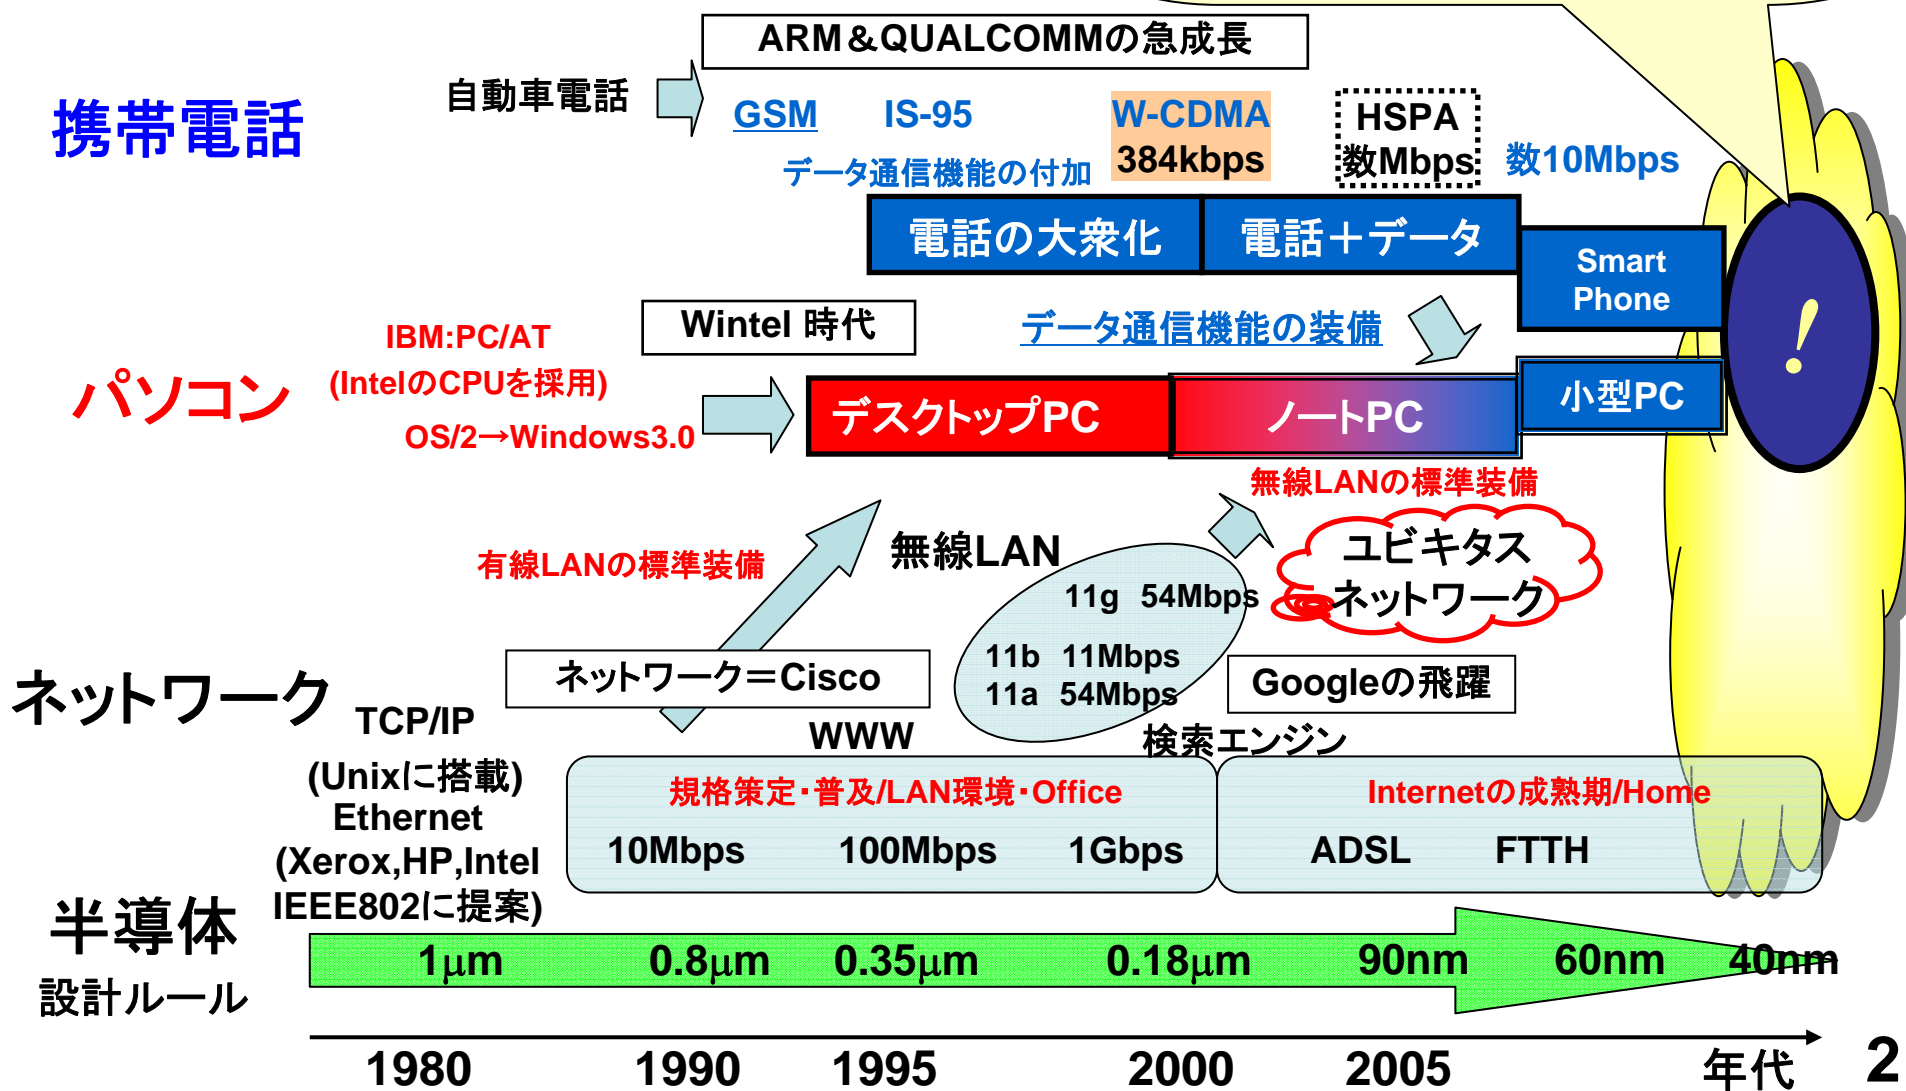 ARM&QUALCOMMの急成長
携帯電話
自動車電話
GSM
IS-95
W-CDMA
384kbps
HSPA
数Mbps
数10Mbps
データ通信機能の付加
電話の大衆化
電話+データ
Smart
Phone
!
Wintel 時代
データ通信機能の装備
パソコン
IBM:PC/AT
(IntelのCPUを採用)
OS/2→Windows3.0
デスクトップPC
ノートPC
小型PC
無線LANの標準装備
有線LANの標準装備
無線LAN
11g 54Mbps
11b 11Mbps
11a 54Mbps
ユビキタス
ネットワーク
ネットワーク
ネットワーク=Cisco
Googleの飛躍
TCP/IP
(Unixに搭載)
Ethernet
(Xerox,HP,Intel
IEEE802に提案)
WWW
検索エンジン
規格策定・普及/LAN環境・Office
10Mbps
100Mbps
1Gbps
Internetの成熟期/Home
ADSL
FTTH
半導体
設計ルール
1μm
0.8μm
0.35μm
0.18μm
90nm
60nm
40nm
1980
1990
1995
2000
2005
年代
2